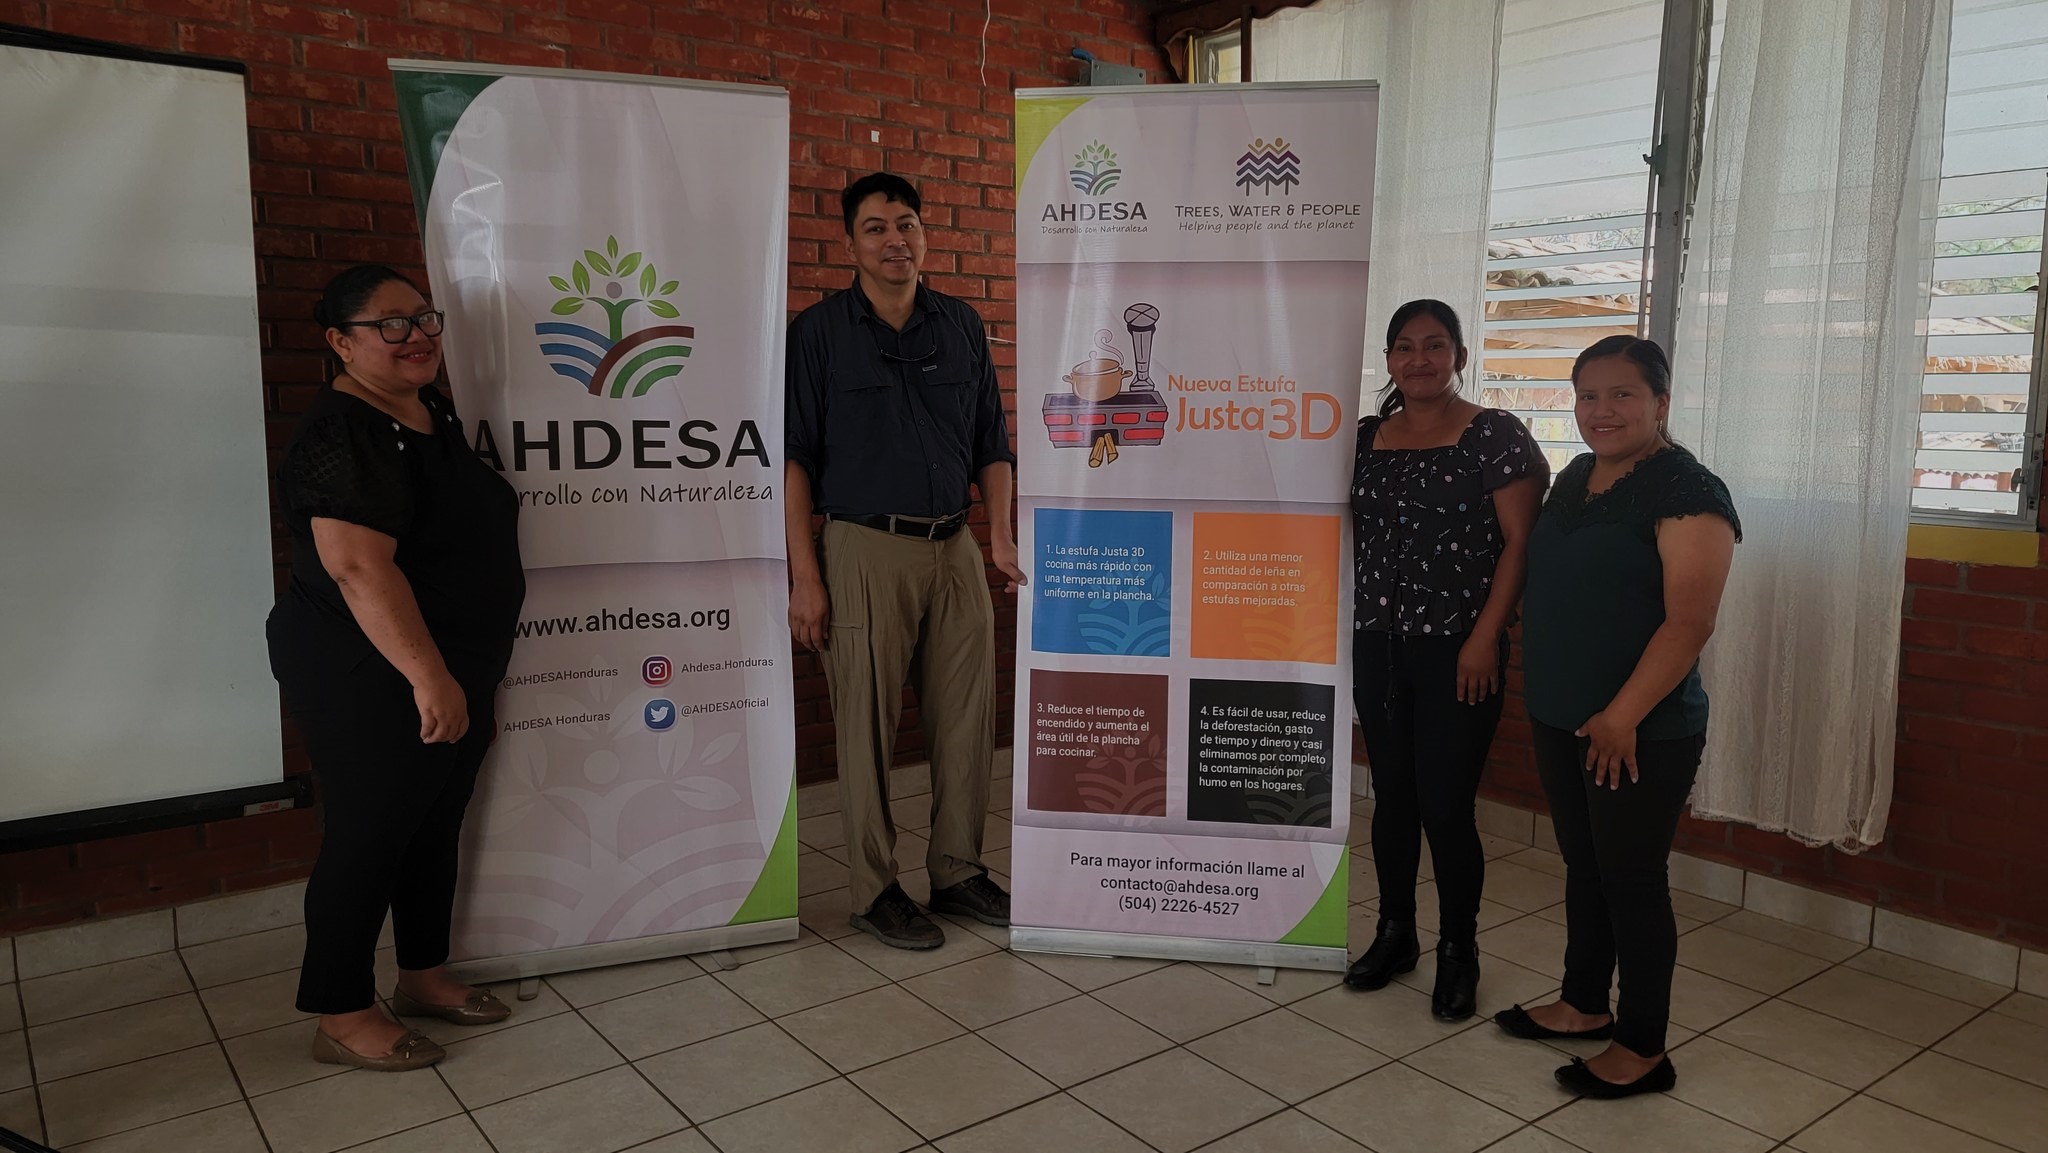 AHDESA
rrollo con Naturaleza
www.ahdesa.org
@AHDESAHonduras
Ahdesa.Honduras
AHDESA Honduras
@AHDESAOficial
3M
AHDESA
Desarrollo con Naturaleza
TREES, WATER & PEOPLE
Helping people and the planet
Nueva Estufa
Justa 3D
1. La estufa Justa 3D
cocina más rápido con
una temperatura más
uniforme en la plancha.
2. Utiliza una menor
cantidad de leña en
comparación a otras
estufas mejoradas.
3. Reduce el tiempo de
encendido y aumenta el
área útil de la plancha
para cocinar.
4. Es fácil de usar, reduce
la deforestación, gasto
de tiempo y dinero y casi
eliminamos por completo
la contaminación por
humo en los hogares.
Para mayor información llame al
contacto@ahdesa.org
(504) 2226-4527